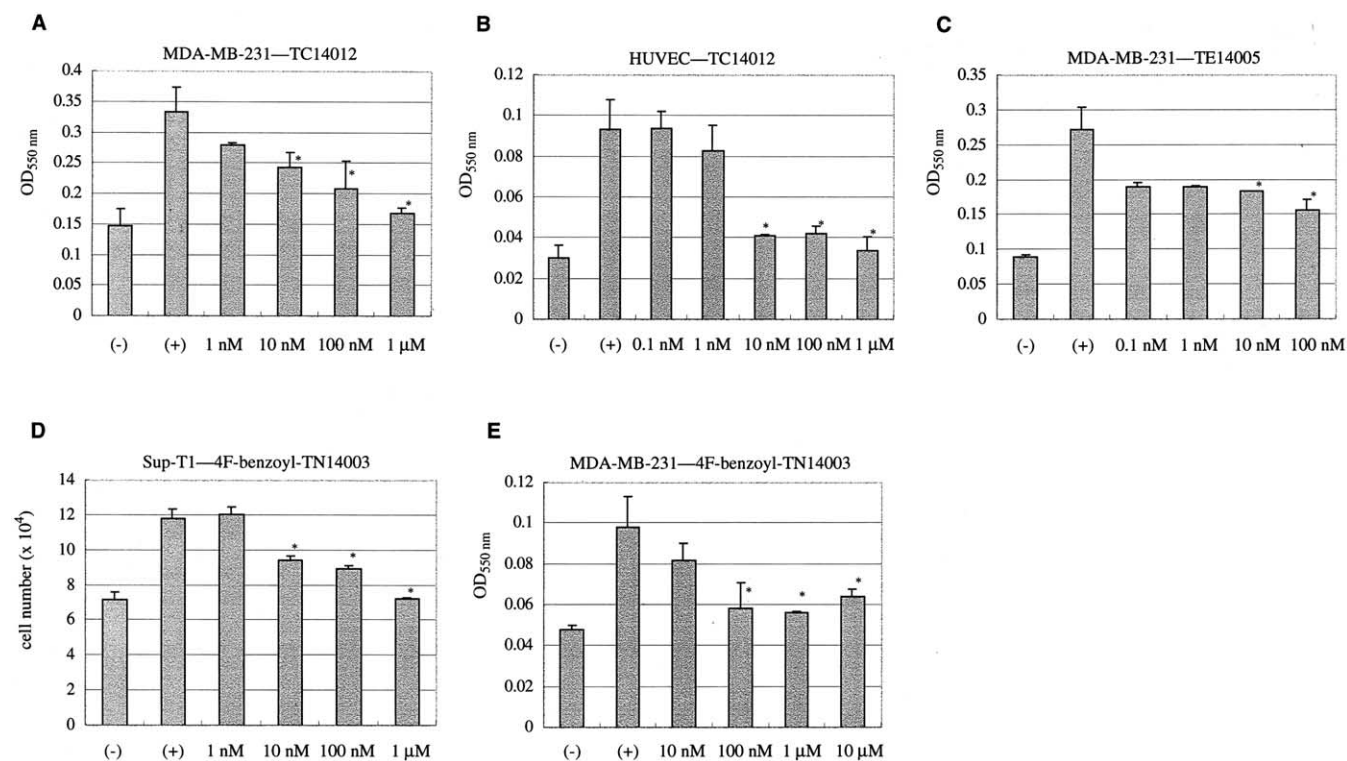 A
MDA-MB-231—TC14012
0.4
0.35
0.3
0.25
0.2
0.15
0.1
0.05
0
OD550 nm
* * *
(-) (+) 1 nM 10 nM 100 nM 1 µM
B
HUVEC—TC14012
0.12
0.1
0.08
0.06
0.04
0.02
0
OD550 nm
* * *
(-) (+) 0.1 nM 1 nM 10 nM 100 nM 1 µM
C
MDA-MB-231—TE14005
0.35
0.3
0.25
0.2
0.15
0.1
0.05
0
OD550 nm
* *
(-) (+) 0.1 nM 1 nM 10 nM 100 nM
D
Sup-T1—4F-benzoyl-TN14003
14
12
10
8
6
4
2
0
cell number (x 10⁴)
* * *
(-) (+) 1 nM 10 nM 100 nM 1 µM
E
MDA-MB-231—4F-benzoyl-TN14003
0.12
0.1
0.08
0.06
0.04
0.02
0
OD550 nm
* * *
(-) (+) 10 nM 100 nM 1 µM 10 µM